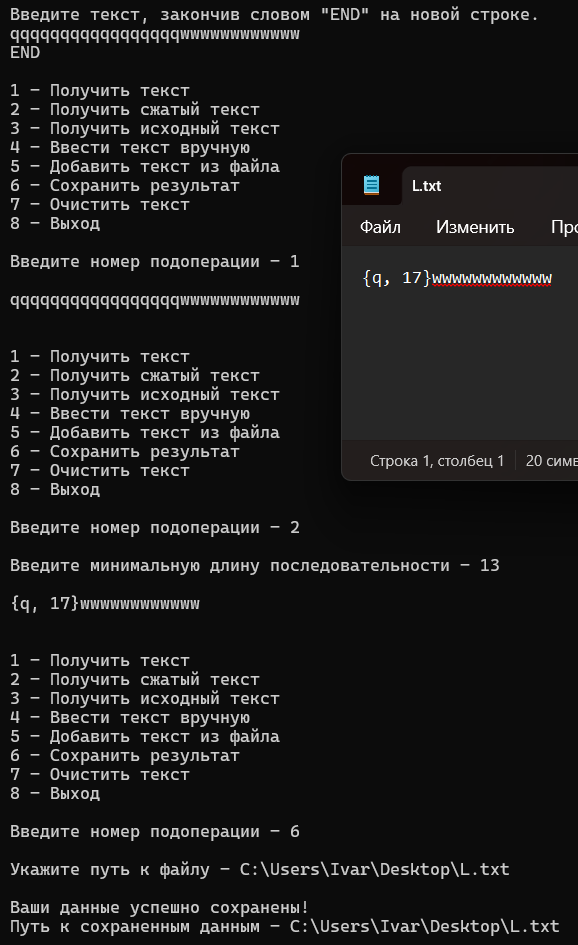 Введите текст, закончив словом "END" на новой строке.
qqqqqqqqqqqqqqqqqwwwwwwwwwwww
END
1 – Получить текст
2 – Получить сжатый текст
3 – Получить исходный текст
4 – Ввести текст вручную
5 – Добавить текст из файла
6 – Сохранить результат
7 – Очистить текст
8 – Выход
Введите номер подоперации – 1
qqqqqqqqqqqqqqqqqwwwwwwwwwwww
1 – Получить текст
2 – Получить сжатый текст
3 – Получить исходный текст
4 – Ввести текст вручную
5 – Добавить текст из файла
6 – Сохранить результат
7 – Очистить текст
8 – Выход
Введите номер подоперации – 2
Введите минимальную длину последовательности – 13
{q, 17}wwwwwwwwwwww
1 – Получить текст
2 – Получить сжатый текст
3 – Получить исходный текст
4 – Ввести текст вручную
5 – Добавить текст из файла
6 – Сохранить результат
7 – Очистить текст
8 – Выход
Введите номер подоперации – 6
Укажите путь к файлу – C:\Users\Ivar\Desktop\L.txt
Ваши данные успешно сохранены!
Путь к сохраненным данным – C:\Users\Ivar\Desktop\L.txt
L.txt
Файл Изменить Про
{q, 17}wwwwwwwwwwww
Строка 1, столбец 1 20 симв